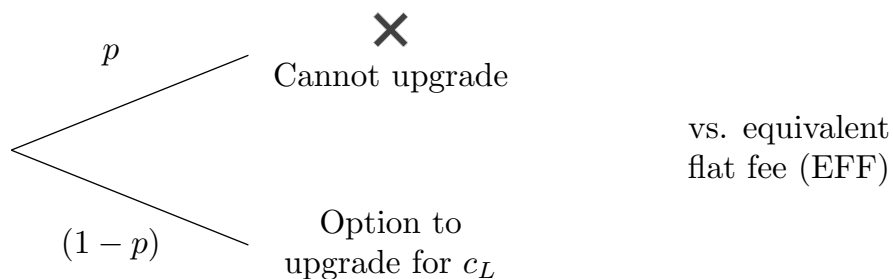 p
Cannot upgrade
vs. equivalent
flat fee (EFF)
(1 − p)
Option to
upgrade for c_L